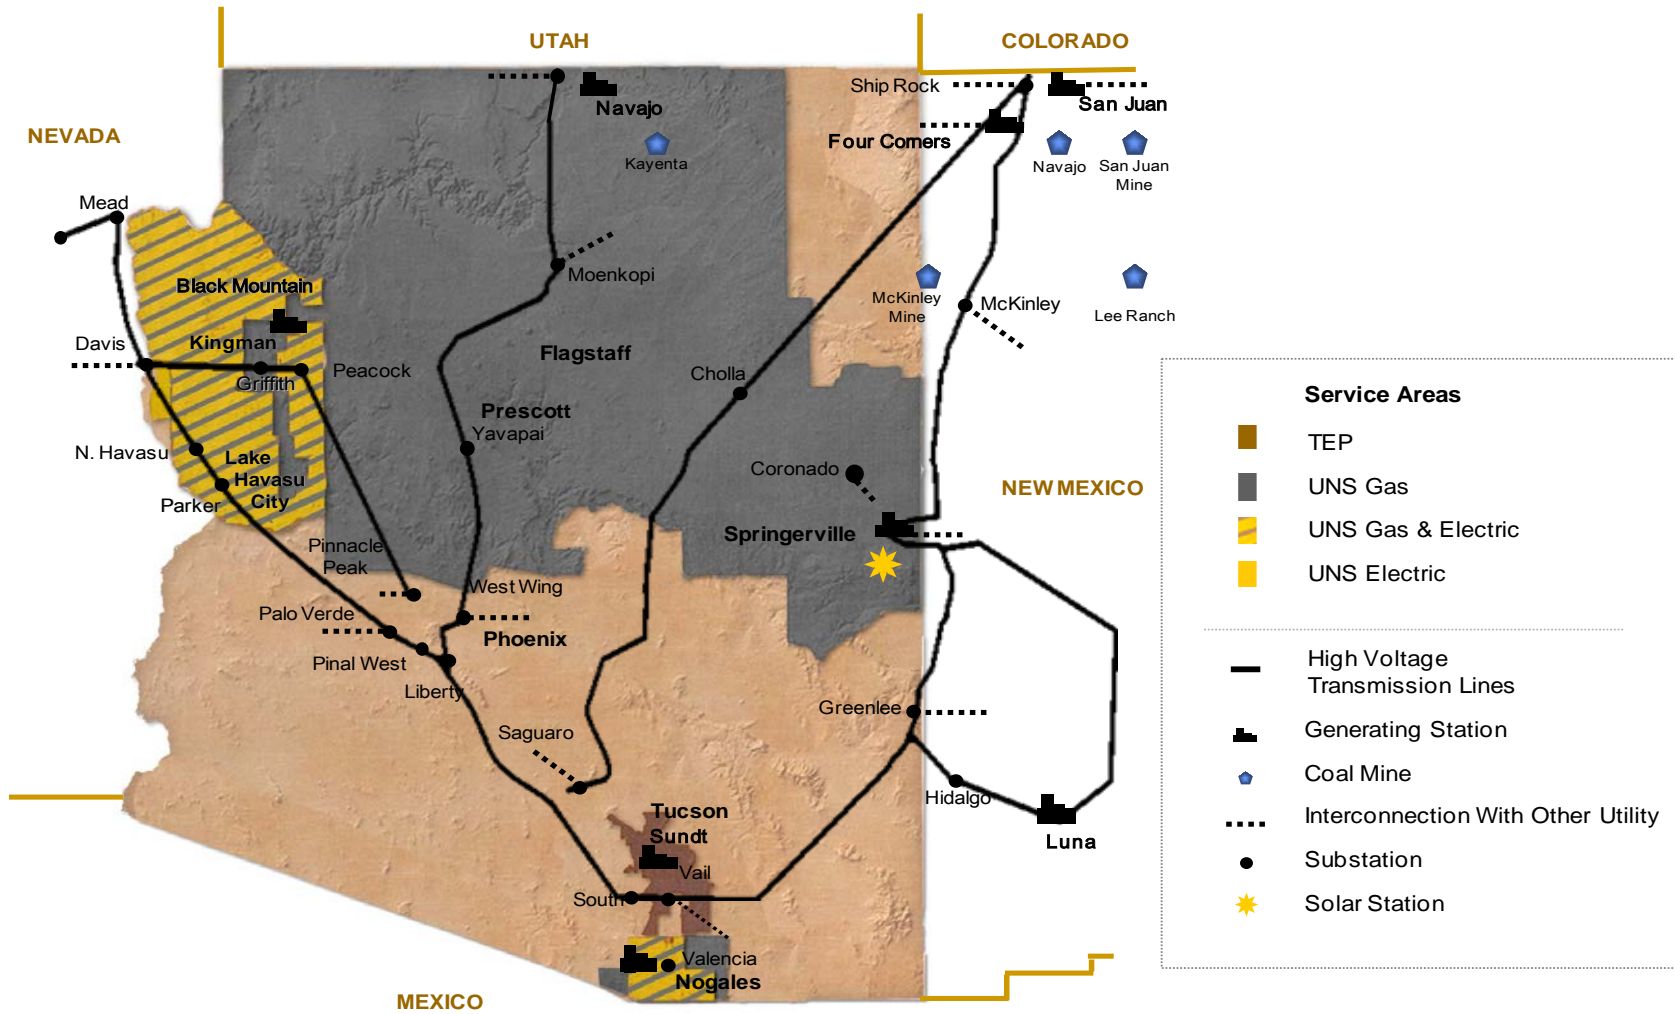 UTAH
COLORADO
Ship Rock
San Juan
Navajo
NEVADA
Four Corners
Kayenta
Navajo
San Juan
Mine
Mead
Moenkopi
Black Mountain
McKinley
Mine
McKinley
Lee Ranch
Davis
Kingman
Griffith
Peacock
Flagstaff
Cholla
Prescott
Yavapai
N. Havasu
Lake
Havasu
City
Parker
Coronado
NEW MEXICO
Springerville
Pinnacle
Peak
West Wing
Palo Verde
Phoenix
Pinal West
Liberty
Greenlee
Saguaro
Hidalgo
Luna
Tucson
Sundt
Vail
South
Valencia
Nogales
MEXICO
Service Areas
TEP
UNS Gas
UNS Gas & Electric
UNS Electric
High Voltage
Transmission Lines
Generating Station
Coal Mine
Interconnection With Other Utility
Substation
Solar Station